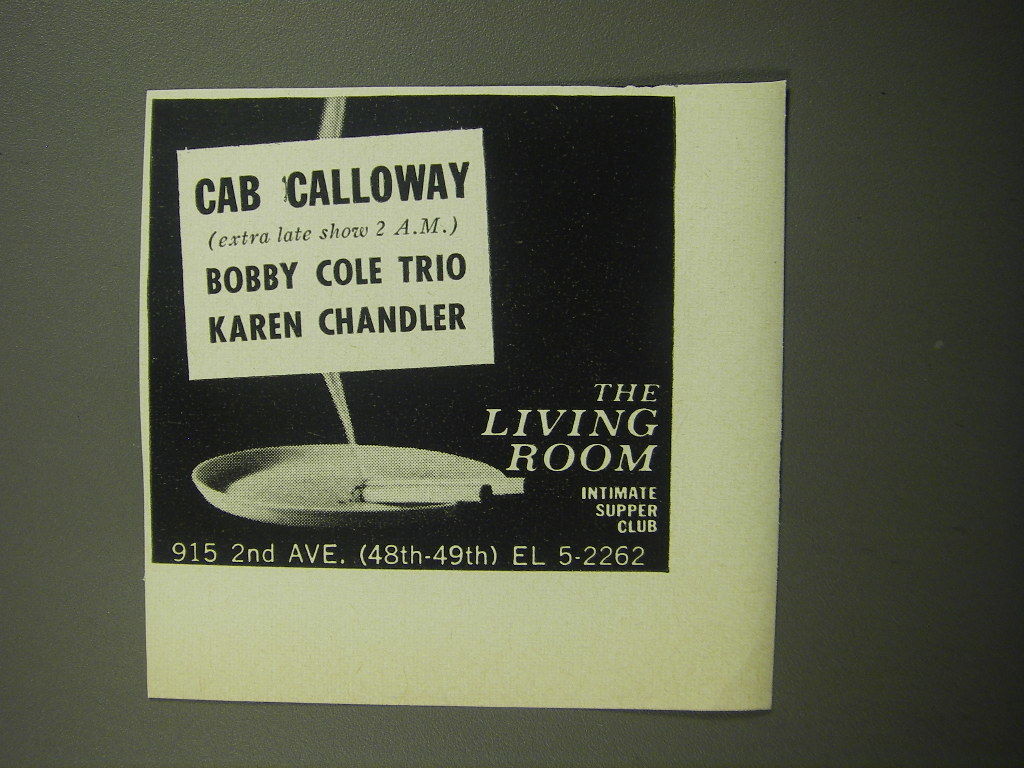 CAB CALLOWAY
(extra late show 2 A.M.)
BOBBY COLE TRIO
KAREN CHANDLER
THE
LIVING
ROOM
INTIMATE
SUPPER
CLUB
915 2nd AVE. (48th-49th) EL 5-2262